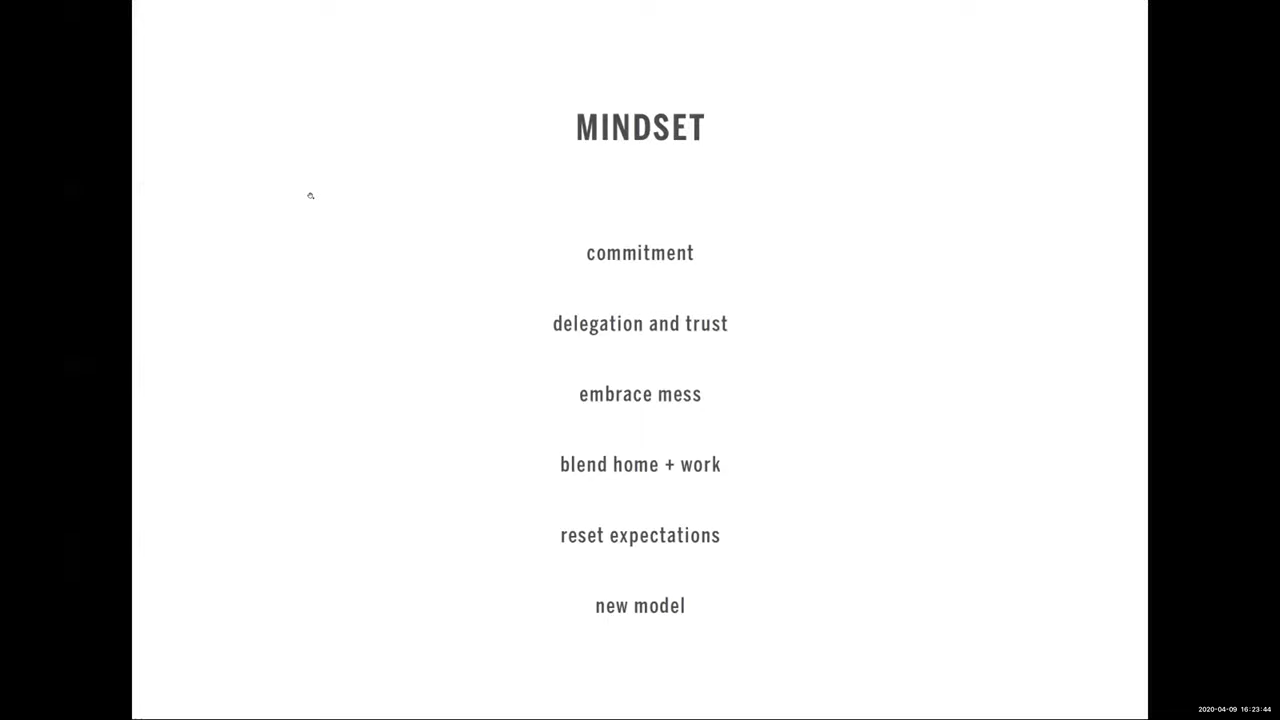 MINDSET
commitment
delegation and trust
embrace mess
blend home + work
reset expectations
new model
2020-04-09 16:23:44